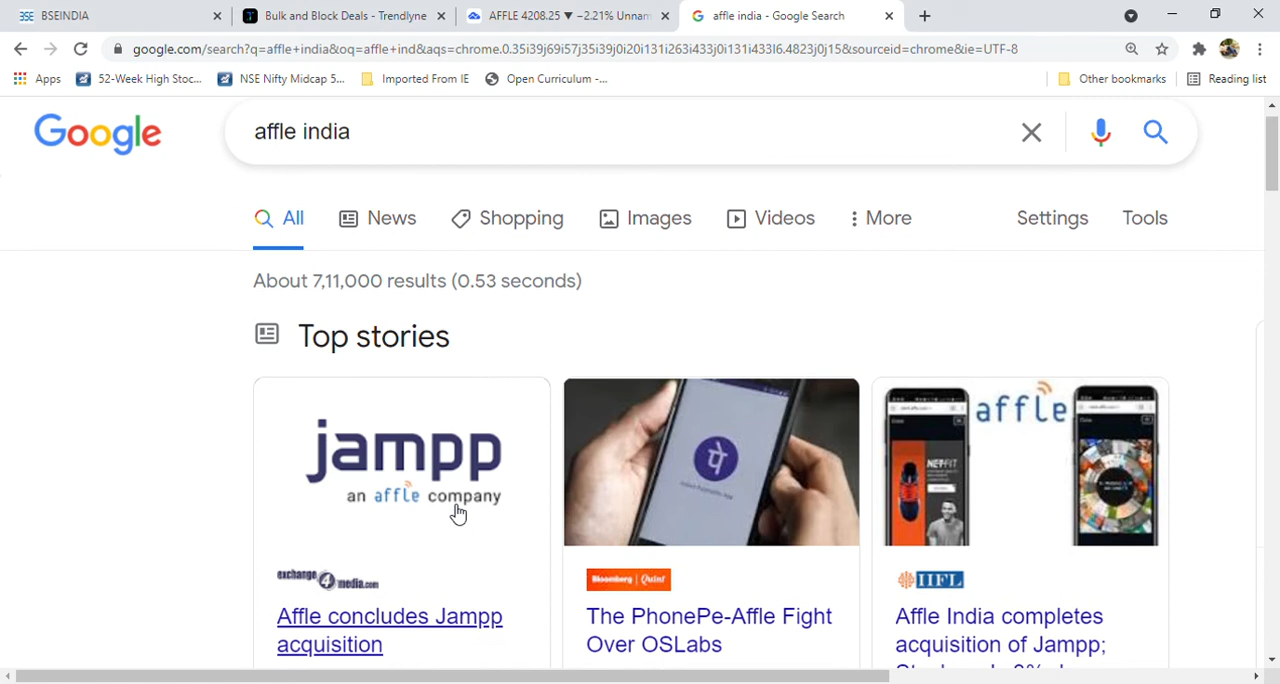 BSEINDIA
Bulk and Block Deals - Trendlyne
AFFLE 4208.25 ▼ −2.21% Unnam
affle india - Google Search
google.com/search?q=affle+india&oq=affle+ind&aqs=chrome.0.35i39j69i57j35i39j0i20i131i263i433j0i131i433l6.4823j0j15&sourceid=chrome&ie=UTF-8
Apps
52-Week High Stoc...
NSE Nifty Midcap 5...
Imported From IE
Open Curriculum -...
Other bookmarks
Reading list
Google
affle india
All
News
Shopping
Images
Videos
More
Settings
Tools
About 7,11,000 results (0.53 seconds)
Top stories
jampp
an affle company
पे
affle
exchange4media.com
Bloomberg | Quint
IIFL
Affle concludes Jampp
acquisition
The PhonePe-Affle Fight
Over OSLabs
Affle India completes
acquisition of Jampp;